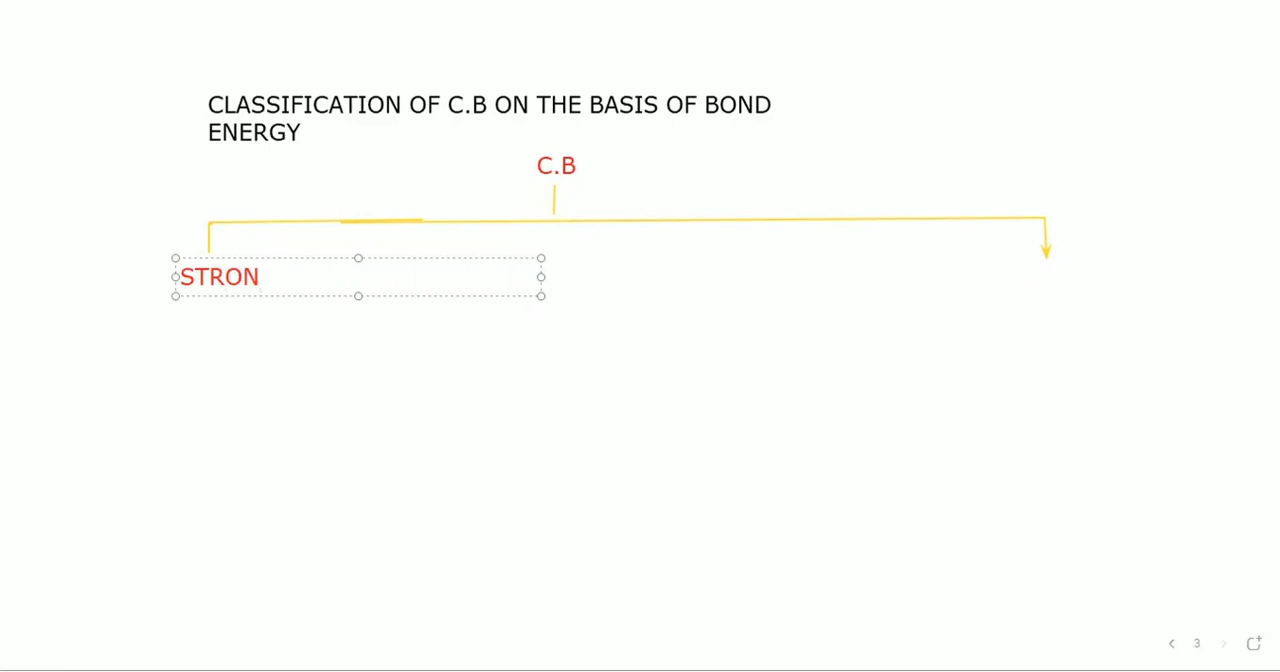 CLASSIFICATION OF C.B ON THE BASIS OF BOND
ENERGY
C.B
STRON
3